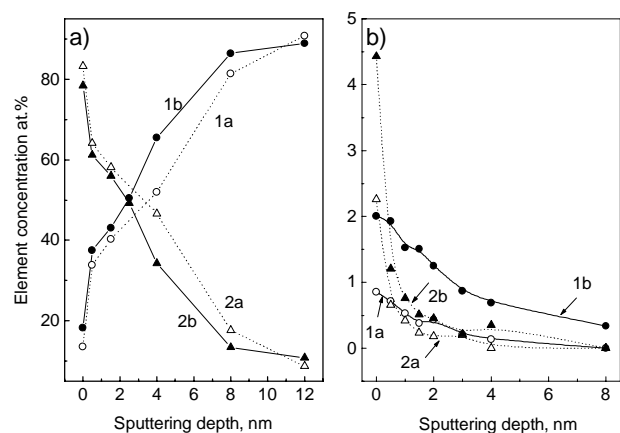 a)
b)
Element concentration at.%
80
60
40
20
1b
1a
2a
2b
0 2 4 6 8 10 12
Sputtering depth, nm
5
4
3
2
1
0
1b
2b
1a
2a
0 2 4 6 8
Sputtering depth, nm